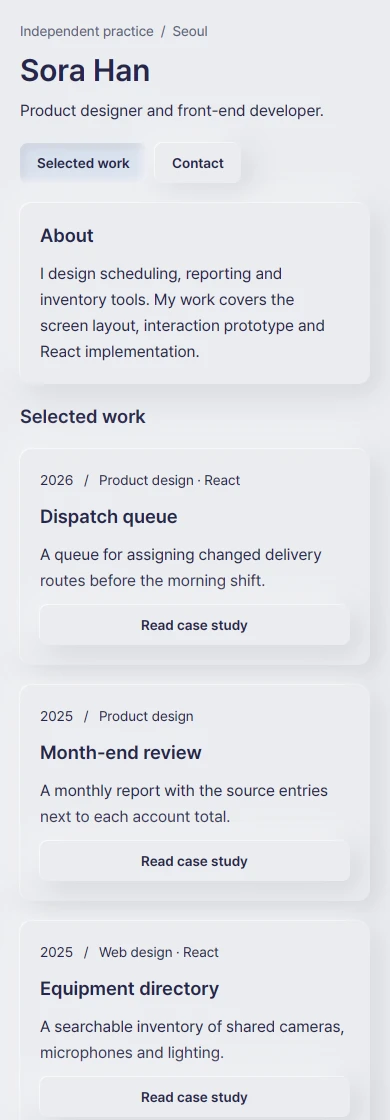 Independent practice / Seoul
Sora Han
Product designer and front-end developer.
Selected work
Contact
About
I design scheduling, reporting and
inventory tools. My work covers the
screen layout, interaction prototype and
React implementation.
Selected work
2026 / Product design · React
Dispatch queue
A queue for assigning changed delivery
routes before the morning shift.
Read case study
2025 / Product design
Month-end review
A monthly report with the source entries
next to each account total.
Read case study
2025 / Web design · React
Equipment directory
A searchable inventory of shared cameras,
microphones and lighting.
Read case study